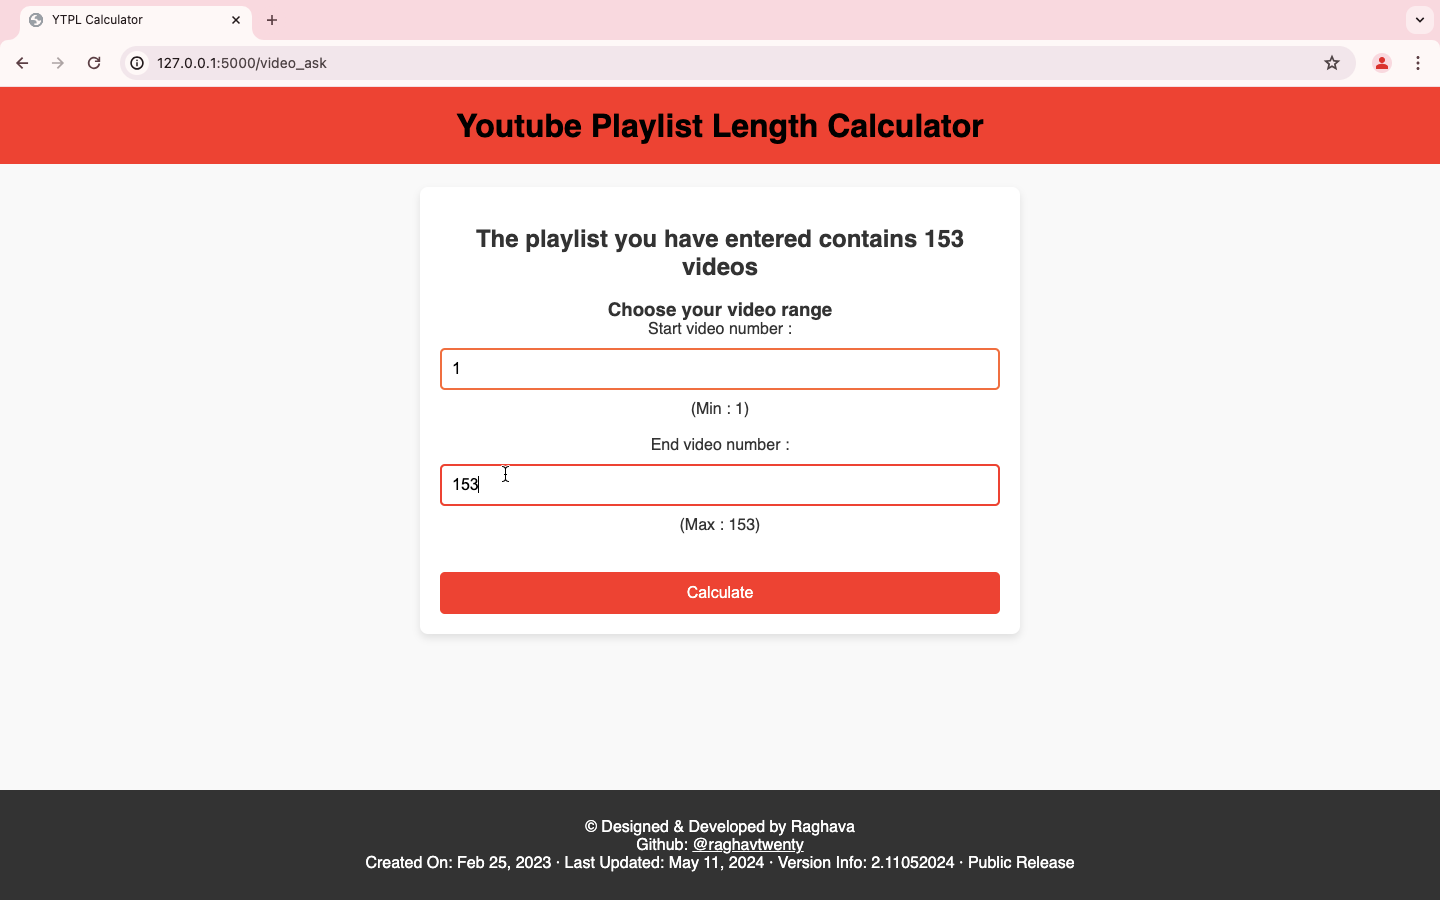 YTPL Calculator
127.0.0.1:5000/video_ask
Youtube Playlist Length Calculator
The playlist you have entered contains 153
videos
Choose your video range
Start video number :
1
(Min : 1)
End video number :
153
(Max : 153)
Calculate
© Designed & Developed by Raghava
Github: @raghavtwenty
Created On: Feb 25, 2023 · Last Updated: May 11, 2024 · Version Info: 2.11052024 · Public Release